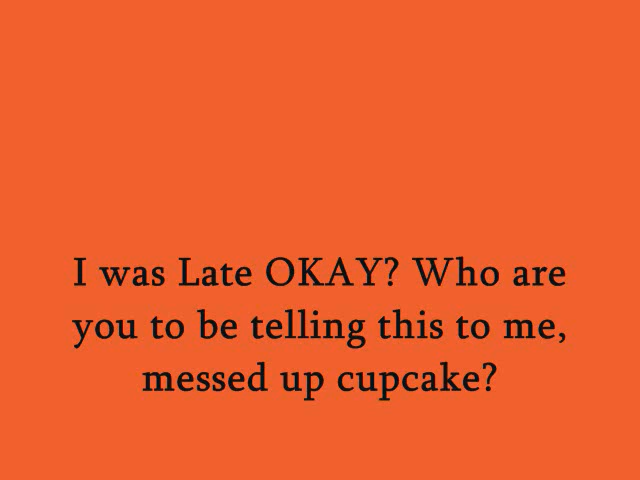 I was Late OKAY? Who are
you to be telling this to me,
messed up cupcake?